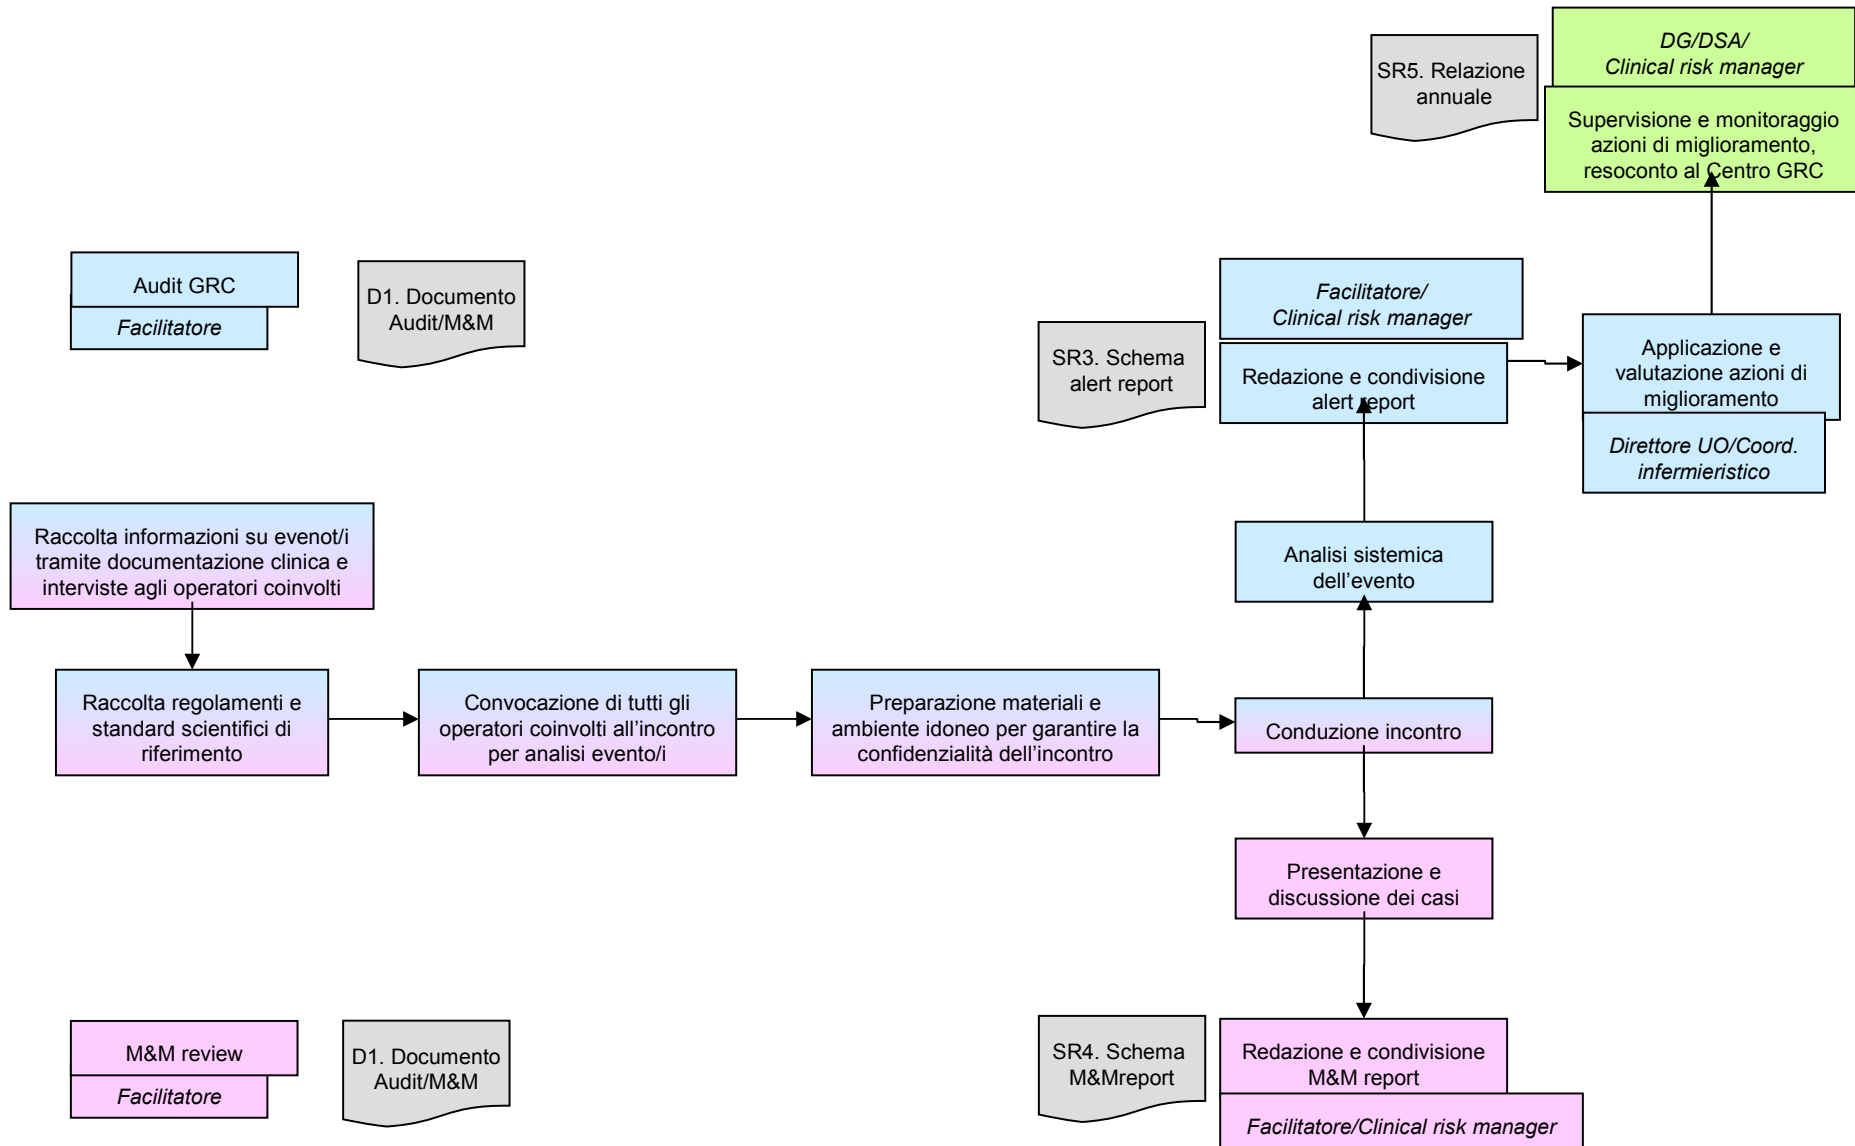 DG/DSA/
Clinical risk manager
SR5. Relazione
annuale
Supervisione e monitoraggio
azioni di miglioramento,
resoconto al Centro GRC
Audit GRC
Facilitatore
D1. Documento
Audit/M&M
Facilitatore/
Clinical risk manager
SR3. Schema
alert report
Redazione e condivisione
alert report
Applicazione e
valutazione azioni di
miglioramento
Direttore UO/Coord.
infermieristico
Raccolta informazioni su evenot/i
tramite documentazione clinica e
interviste agli operatori coinvolti
Analisi sistemica
dell’evento
Raccolta regolamenti e
standard scientifici di
riferimento
Convocazione di tutti gli
operatori coinvolti all’incontro
per analisi evento/i
Preparazione materiali e
ambiente idoneo per garantire la
confidenzialità dell’incontro
Conduzione incontro
Presentazione e
discussione dei casi
M&M review
Facilitatore
D1. Documento
Audit/M&M
SR4. Schema
M&Mreport
Redazione e condivisione
M&M report
Facilitatore/Clinical risk manager